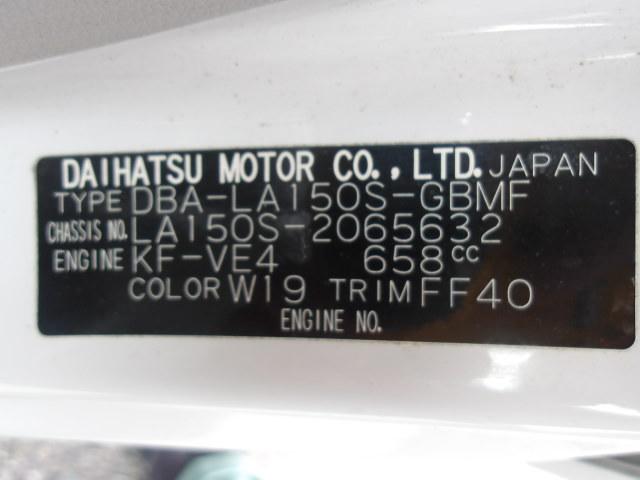 DAIHATSU MOTOR CO., LTD. JAPAN
TYPE DBA-LA150S-GBMF
CHASSIS NO. LA150S-2065632
ENGINE KF-VE4 658cc
COLOR W19 TRIM FF40
ENGINE NO.